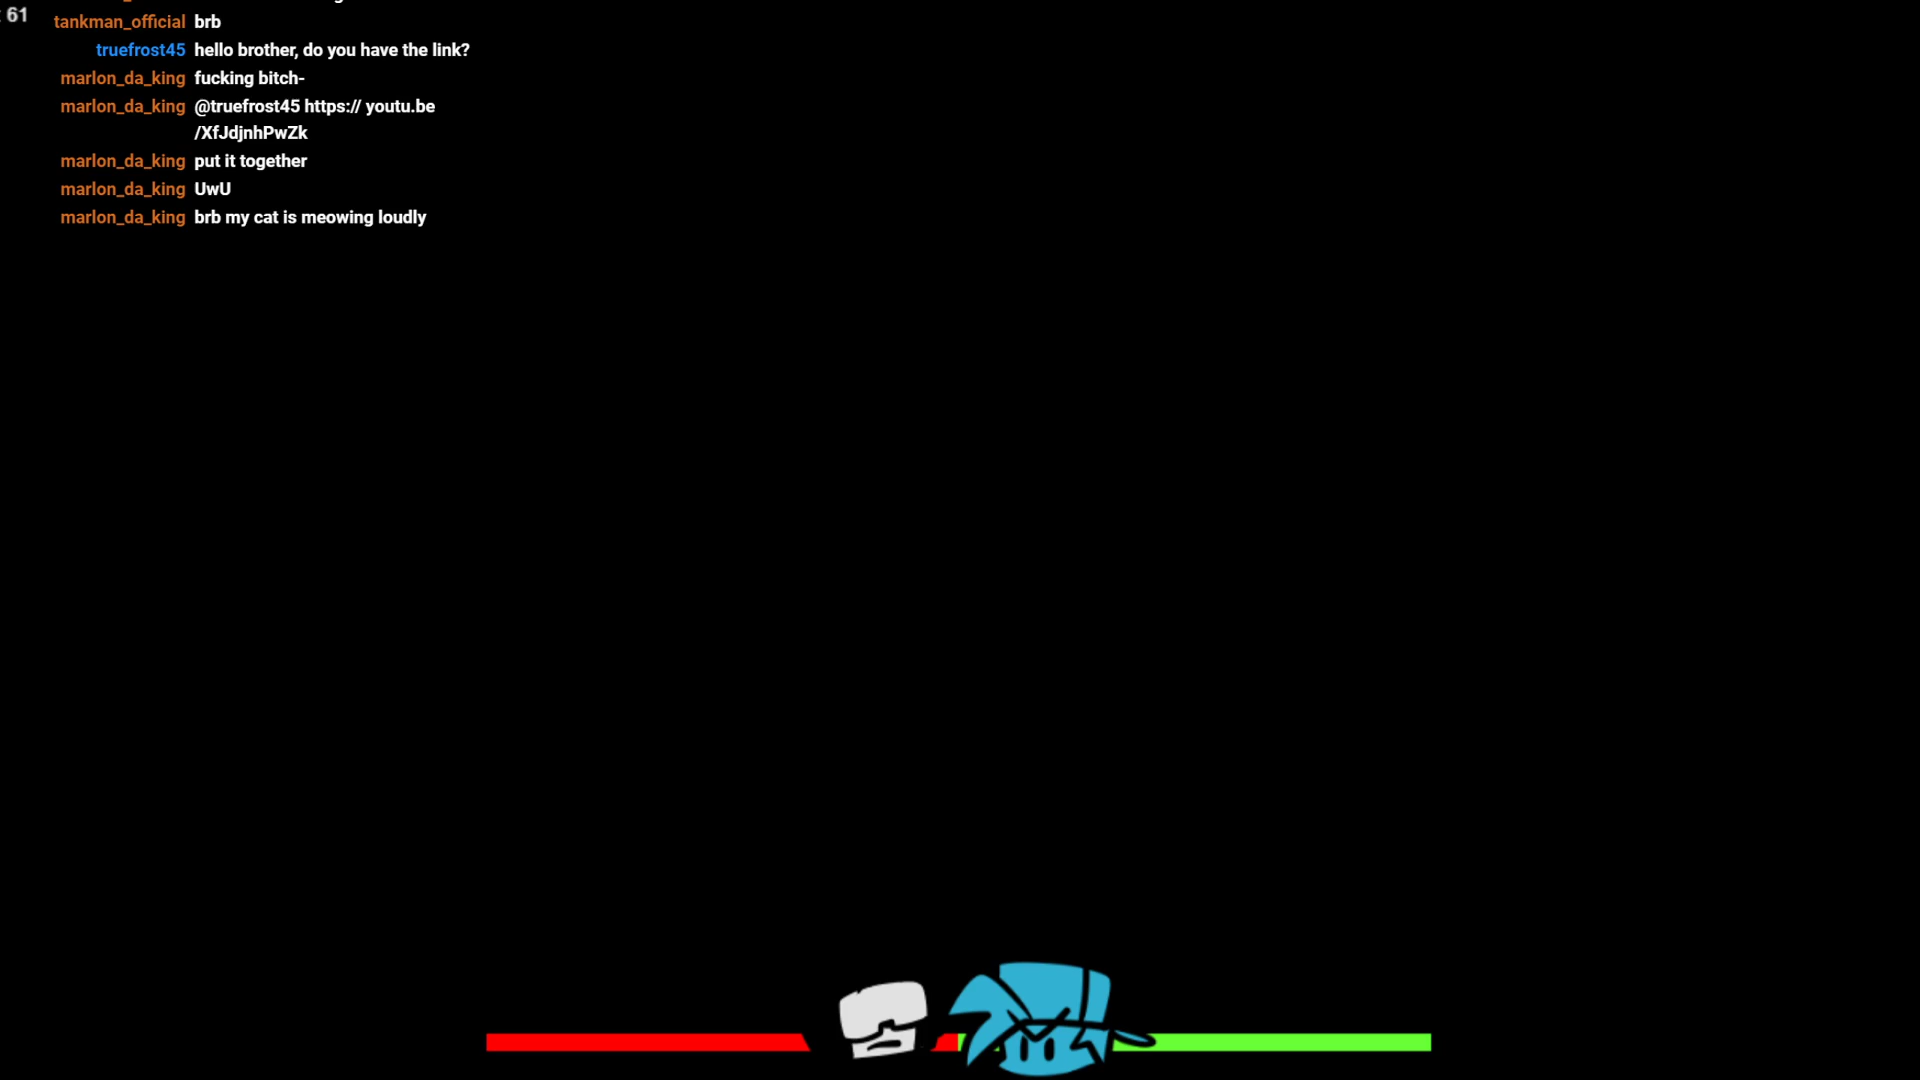 : 61
tankman_official brb
truefrost45 hello brother, do you have the link?
marlon_da_king fucking bitch-
marlon_da_king @truefrost45 https:// youtu.be
/XfJdjnhPwZk
marlon_da_king put it together
marlon_da_king UwU
marlon_da_king brb my cat is meowing loudly